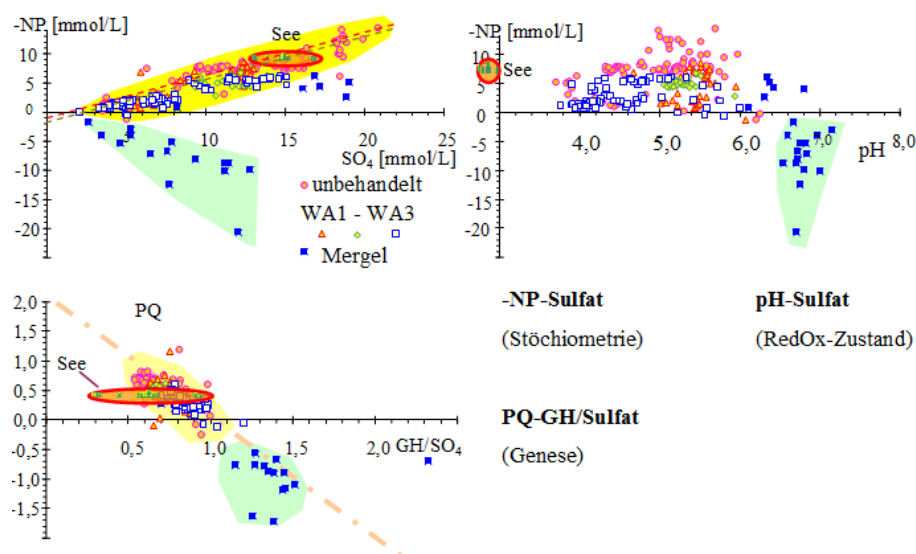 -NP [mmol/L]
See
15
10
5
0
-5
-10
-15
-20
5 10 15 20 25
SO4 [mmol/L]
unbehandelt
WA1 - WA3
Mergel
-NP [mmol/L]
See
15
10
5
0
-5
-10
-15
-20
4,0 5,0 6,0 7,0 8,0
pH
2,0
1,5
1,0
0,5
0,0
-0,5
-1,0
-1,5
PQ
See
0,5 1,0 1,5 2,0 GH/SO4 2,5
-NP-Sulfat
(Stöchiometrie)
pH-Sulfat
(RedOx-Zustand)
PQ-GH/Sulfat
(Genese)